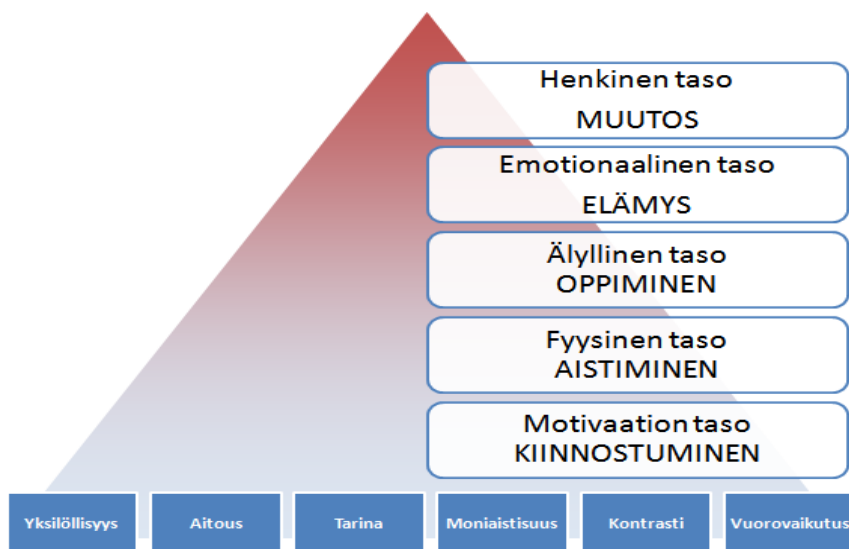 Henkinen taso
MUUTOS
Emotionaalinen taso
ELÄMYS
Älyllinen taso
OPPIMINEN
Fyysinen taso
AISTIMINEN
Motivaation taso
KIINNOSTUMINEN
Yksilöllisyys
Aitous
Tarina
Moniaistisuus
Kontrasti
Vuorovaikutus